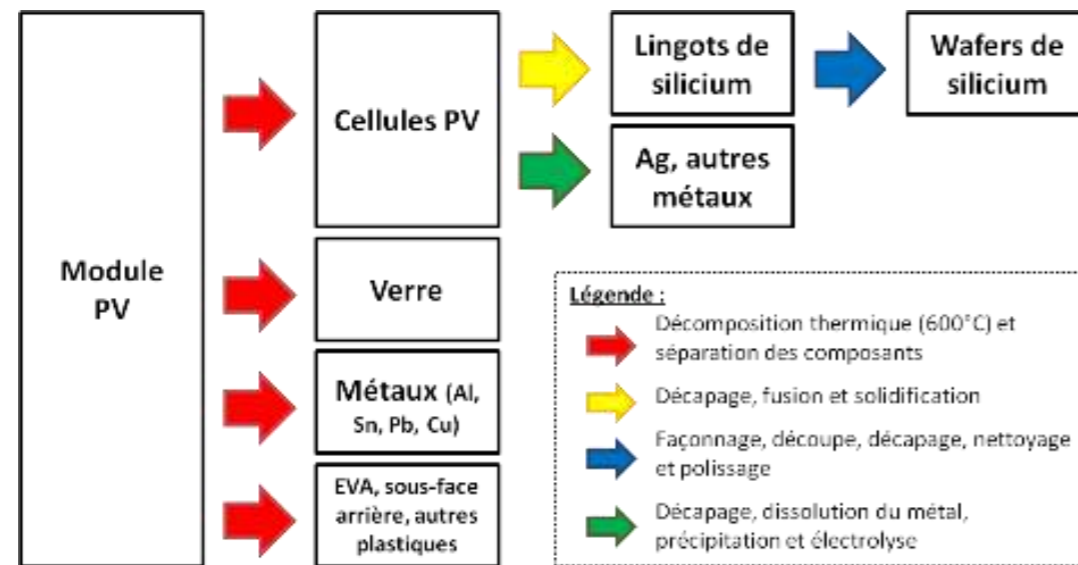 Module
PV
Cellules PV
Lingots de
silicium
Wafers de
silicium
Ag, autres
métaux
Verre
Métaux (Al,
Sn, Pb, Cu)
EVA, sous-face
arrière, autres
plastiques
Légende :
Décomposition thermique (600°C) et
séparation des composants
Décapage, fusion et solidification
Façonnage, découpe, décapage, nettoyage
et polissage
Décapage, dissolution du métal,
précipitation et électrolyse